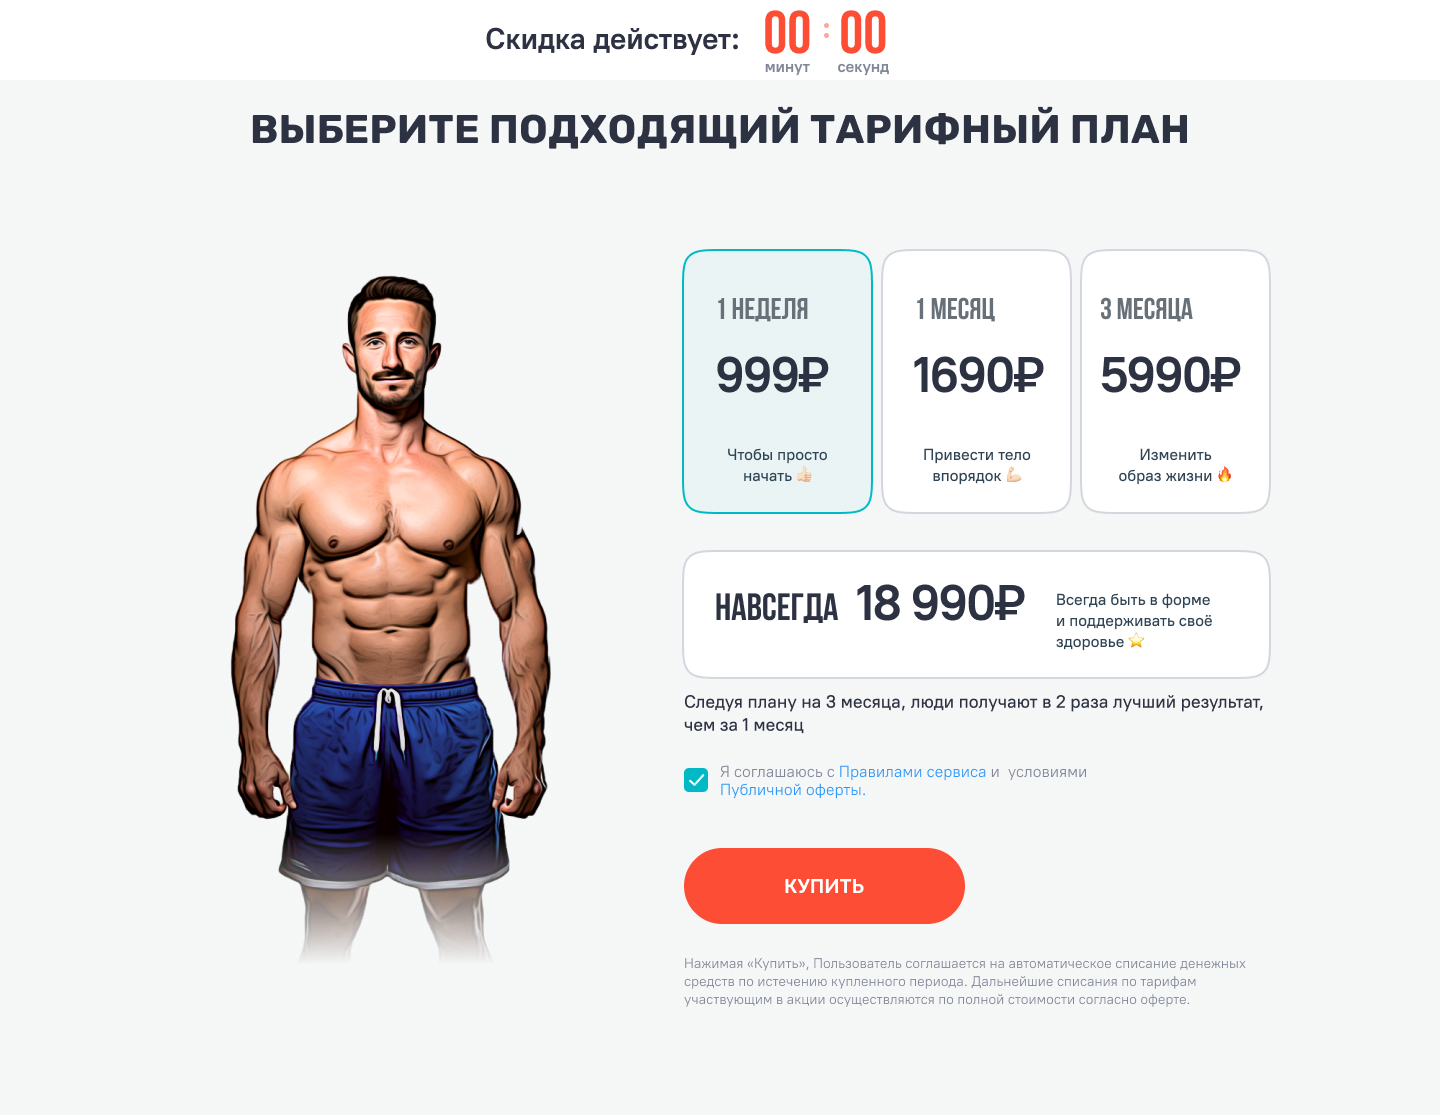 Скидка действует:
00 : 00
минут секунд
ВЫБЕРИТЕ ПОДХОДЯЩИЙ ТАРИФНЫЙ ПЛАН
1 НЕДЕЛЯ
999₽
Чтобы просто
начать 👍🏻
1 МЕСЯЦ
1690₽
Привести тело
впорядок 💪🏻
3 МЕСЯЦА
5990₽
Изменить
образ жизни 🔥
НАВСЕГДА 18 990₽
Всегда быть в форме
и поддерживать своё
здоровье ⭐
Следуя плану на 3 месяца, люди получают в 2 раза лучший результат,
чем за 1 месяц
Я соглашаюсь с Правилами сервиса и условиями
Публичной оферты.
КУПИТЬ
Нажимая «Купить», Пользователь соглашается на автоматическое списание денежных
средств по истечению купленного периода. Дальнейшие списания по тарифам
участвующим в акции осуществляются по полной стоимости согласно оферте.